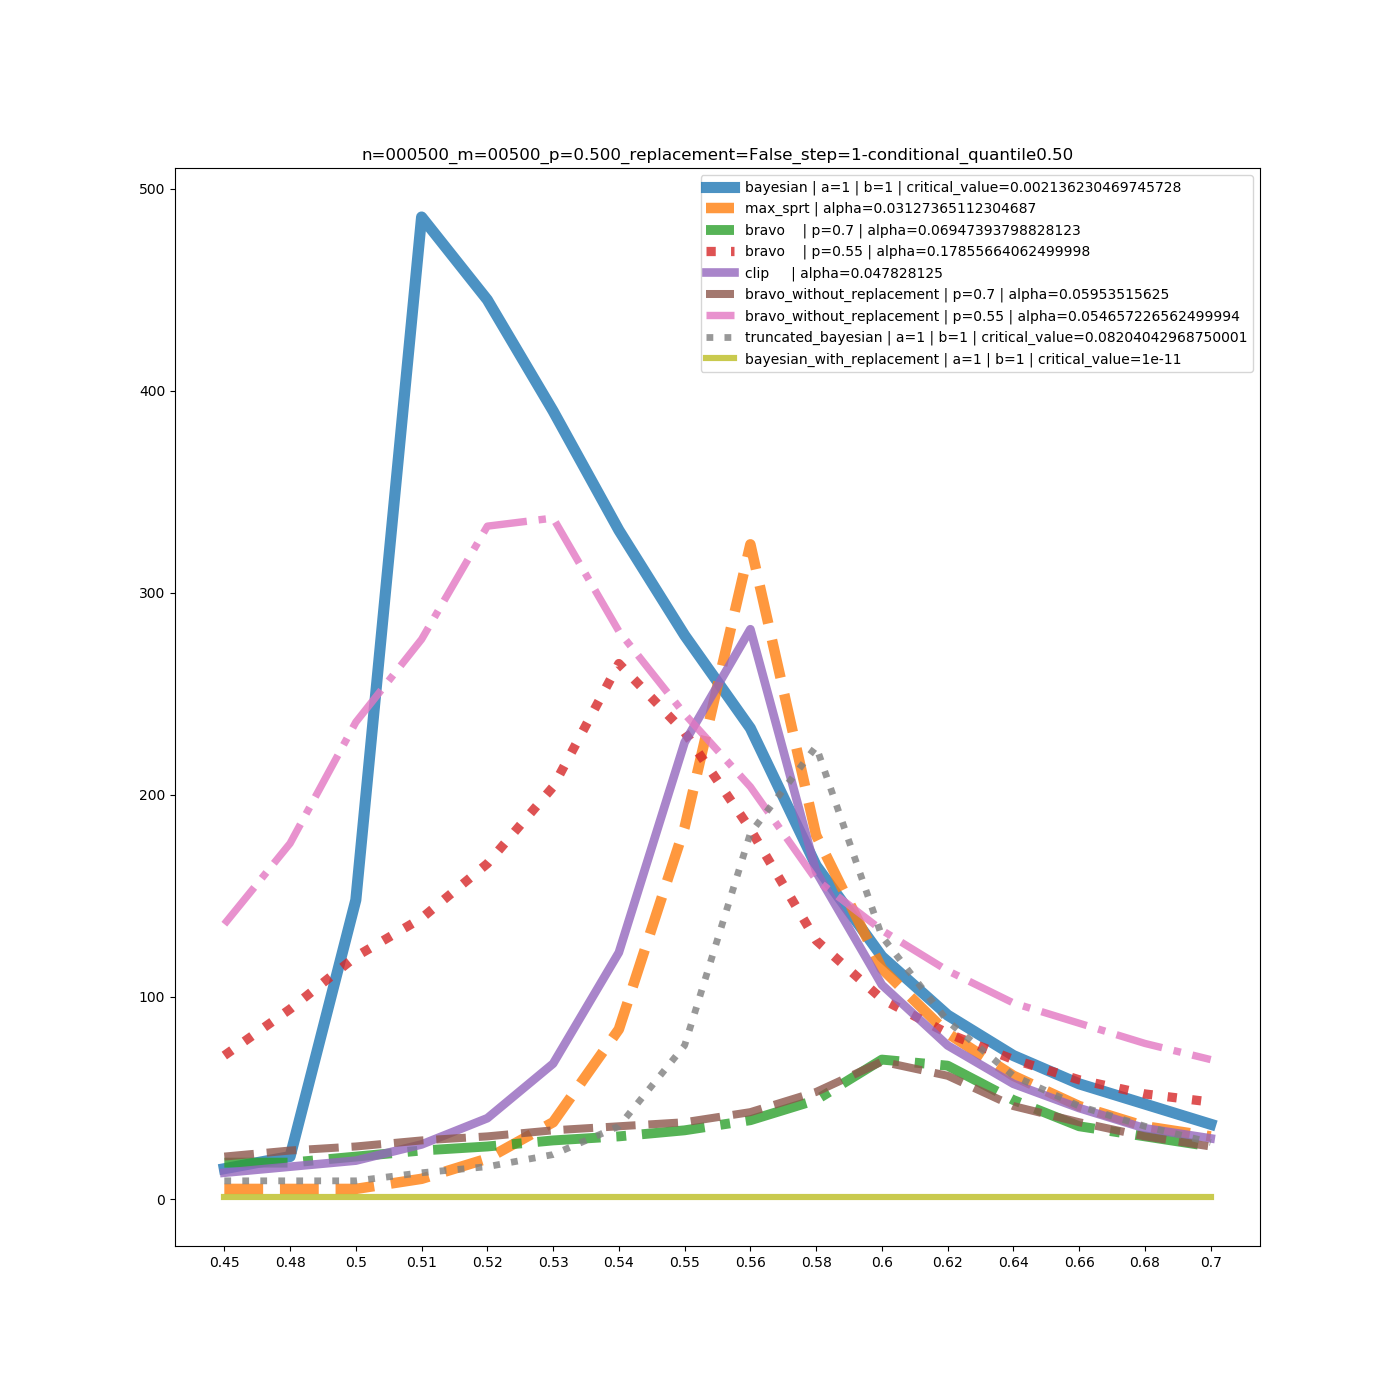 n=000500_m=00500_p=0.500_replacement=False_step=1-conditional_quantile0.50
500
400
300
200
100
0
bayesian | a=1 | b=1 | critical_value=0.002136230469745728
max_sprt | alpha=0.03127365112304687
bravo | p=0.7 | alpha=0.06947393798828123
bravo | p=0.55 | alpha=0.17855664062499998
clip | alpha=0.047828125
bravo_without_replacement | p=0.7 | alpha=0.05953515625
bravo_without_replacement | p=0.55 | alpha=0.054657226562499994
truncated_bayesian | a=1 | b=1 | critical_value=0.08204042968750001
bayesian_with_replacement | a=1 | b=1 | critical_value=1e-11
0.45 0.48 0.5 0.51 0.52 0.53 0.54 0.55 0.56 0.58 0.6 0.62 0.64 0.66 0.68 0.7